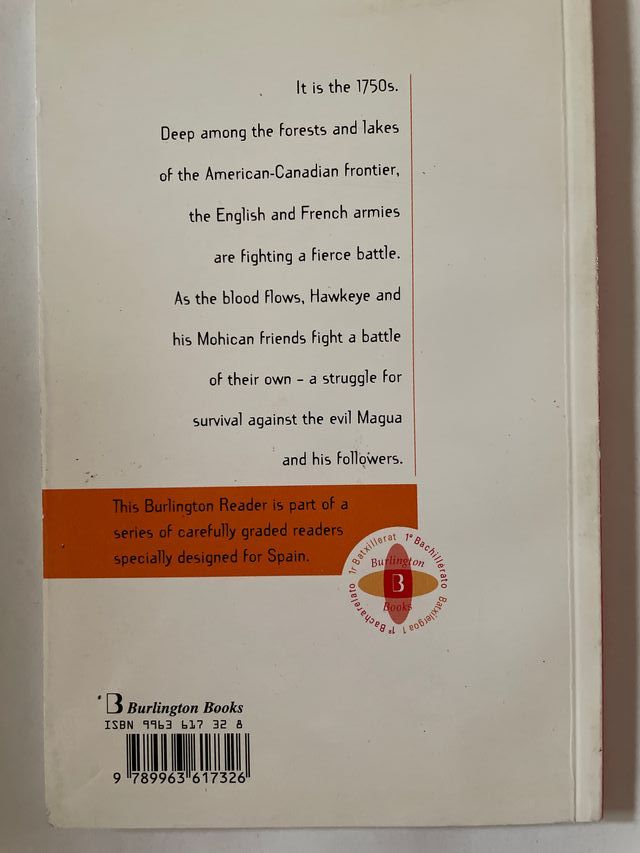 It is the 1750s.
Deep among the forests and lakes
of the American-Canadian frontier,
the English and French armies
are fighting a fierce battle.
As the blood flows, Hawkeye and
his Mohican friends fight a battle
of their own – a struggle for
survival against the evil Magua
and his followers.
This Burlington Reader is part of a
series of carefully graded readers
specially designed for Spain.
1r Batxillerat 1º Bachillerato Batxilergoa 1 1º Bacharelato
Burlington
B
Books
B Burlington Books
ISBN 9963 617 32 8
9 789963 617326